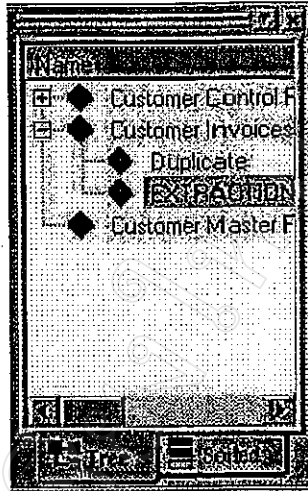 Name
Customer Control F
Customer Invoices
Duplicate
EXTRACTION
Customer Master F
Tree
Sorted